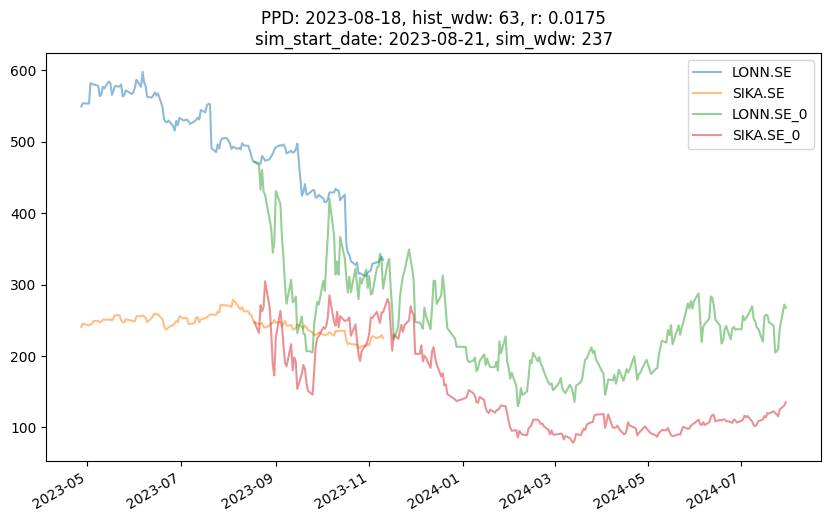 PPD: 2023-08-18, hist_wdw: 63, r: 0.0175
sim_start_date: 2023-08-21, sim_wdw: 237
LONN.SE
SIKA.SE
LONN.SE_0
SIKA.SE_0
600
500
400
300
200
100
2023-05
2023-07
2023-09
2023-11
2024-01
2024-03
2024-05
2024-07